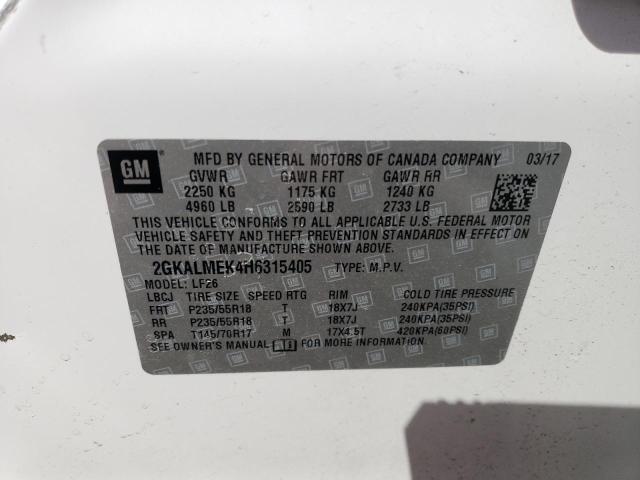 GM
MFD BY GENERAL MOTORS OF CANADA COMPANY 03/17
GVWR GAWR FRT GAWR RR
2250 KG 1175 KG 1240 KG
4960 LB 2590 LB 2733 LB
THIS VEHICLE CONFORMS TO ALL APPLICABLE U.S. FEDERAL MOTOR
VEHICLE SAFETY AND THEFT PREVENTION STANDARDS IN EFFECT ON
THE DATE OF MANUFACTURE SHOWN ABOVE.
2GKALMEK4H6315405 TYPE: M.P.V.
MODEL: LF26
LBCJ TIRE SIZE SPEED RTG RIM COLD TIRE PRESSURE
FRT P235/55R18 T 18X7J 240KPA(35PSI)
RR P235/55R18 T 18X7J 240KPA(35PSI)
SPA T145/70R17 M 17X4.5T 420KPA(60PSI)
SEE OWNER'S MANUAL FOR MORE INFORMATION.